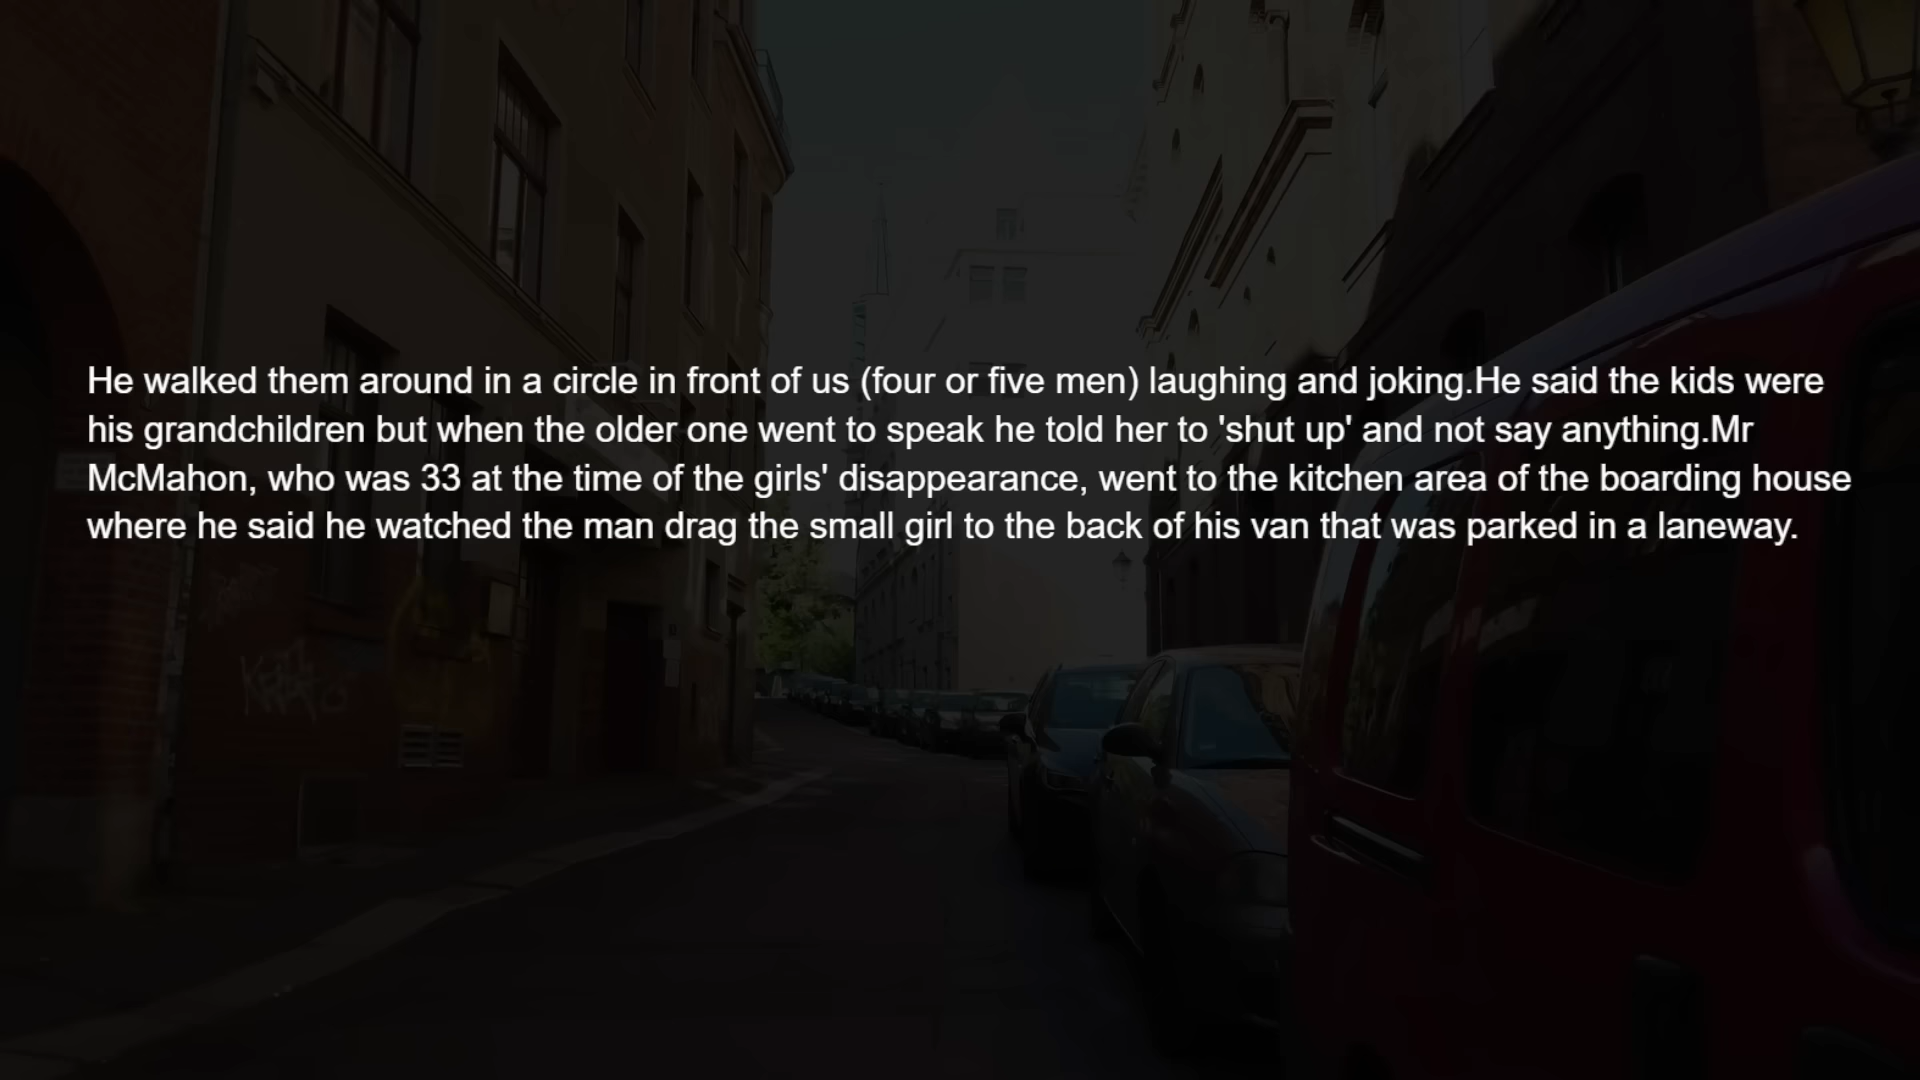 He walked them around in a circle in front of us (four or five men) laughing and joking.He said the kids were
his grandchildren but when the older one went to speak he told her to 'shut up' and not say anything.Mr
McMahon, who was 33 at the time of the girls' disappearance, went to the kitchen area of the boarding house
where he said he watched the man drag the small girl to the back of his van that was parked in a laneway.